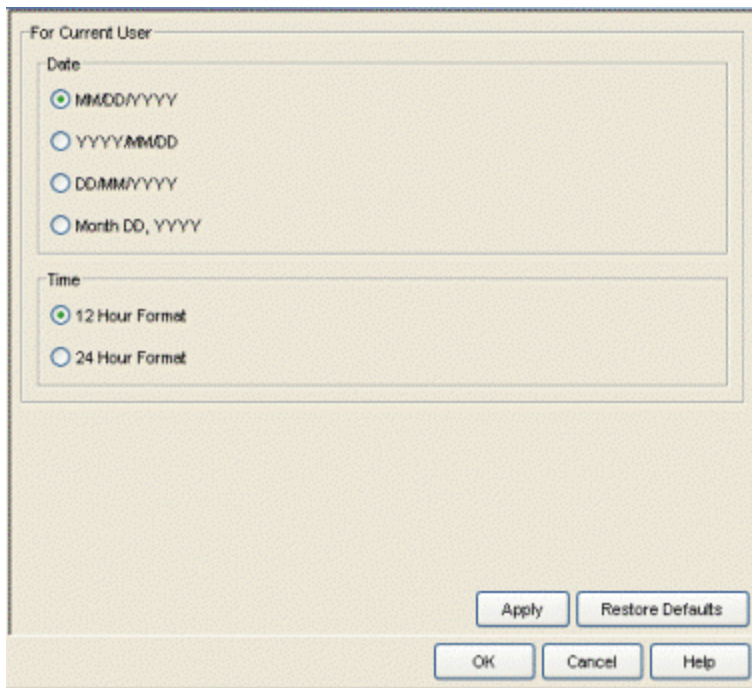 For Current User
Date
MM/DD/YYYY
YYYY/MM/DD
DD/MM/YYYY
Month DD, YYYY
Time
12 Hour Format
24 Hour Format
Apply Restore Defaults
OK Cancel Help